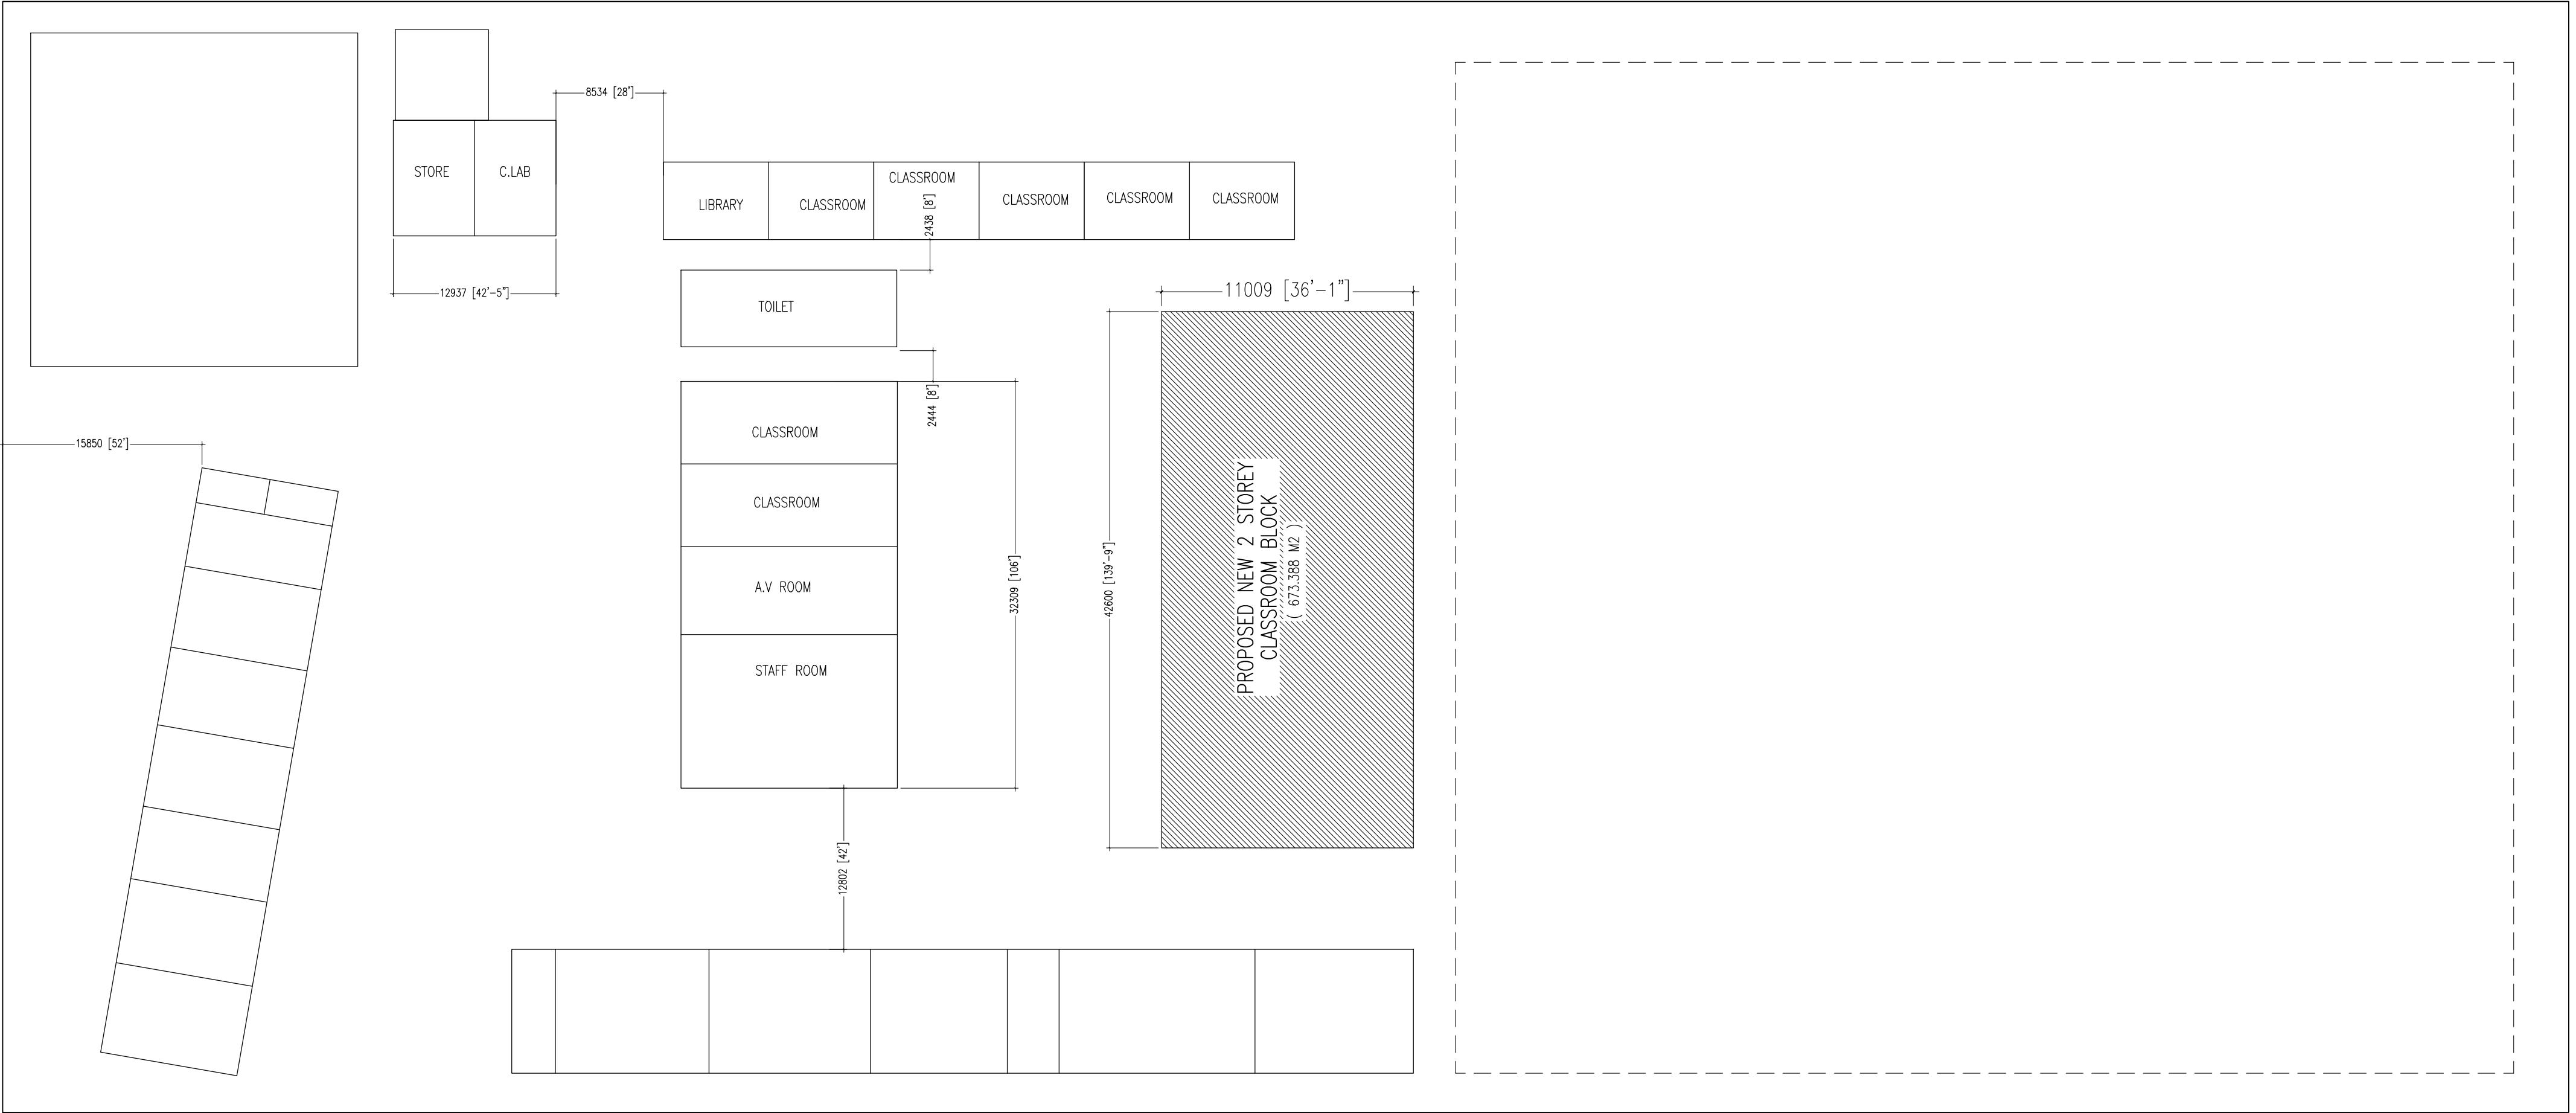 8534 [28']
STORE
C.LAB
12937 [42'-5"]
LIBRARY
CLASSROOM
CLASSROOM
CLASSROOM
CLASSROOM
CLASSROOM
2438 [8']
TOILET
2444 [8']
11009 [36'-1"]
15850 [52']
CLASSROOM
CLASSROOM
A.V ROOM
STAFF ROOM
32309 [106']
42600 [139'-9"]
PROPOSED NEW 2 STOREY
CLASSROOM BLOCK
( 673.388 M2 )
12802 [42']